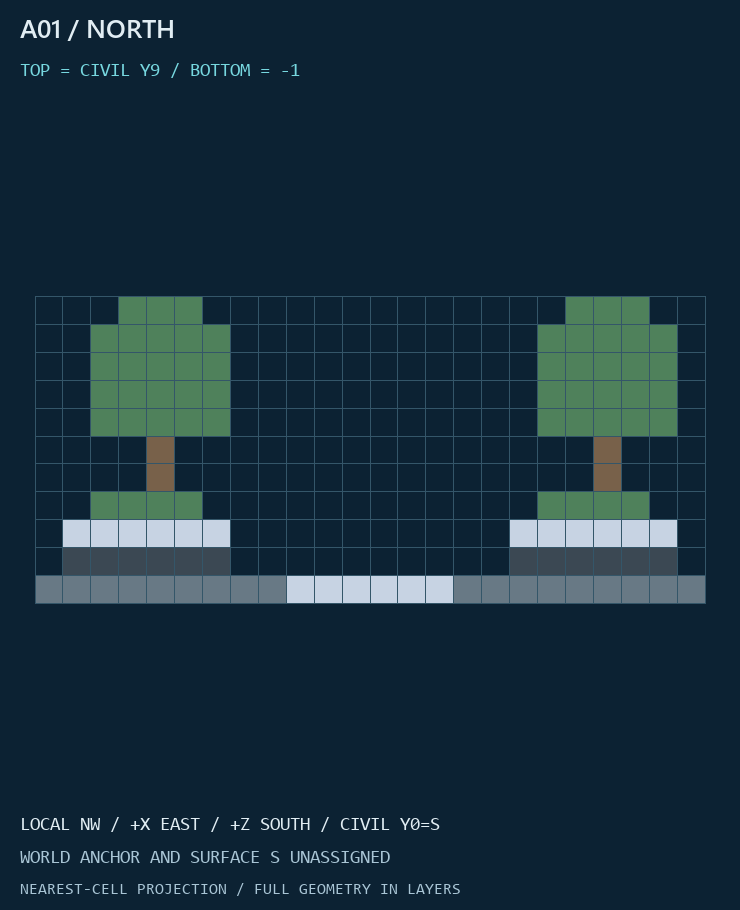 A01 / NORTH
TOP = CIVIL Y9 / BOTTOM = -1
LOCAL NW / +X EAST / +Z SOUTH / CIVIL Y0=S
WORLD ANCHOR AND SURFACE S UNASSIGNED
NEAREST-CELL PROJECTION / FULL GEOMETRY IN LAYERS